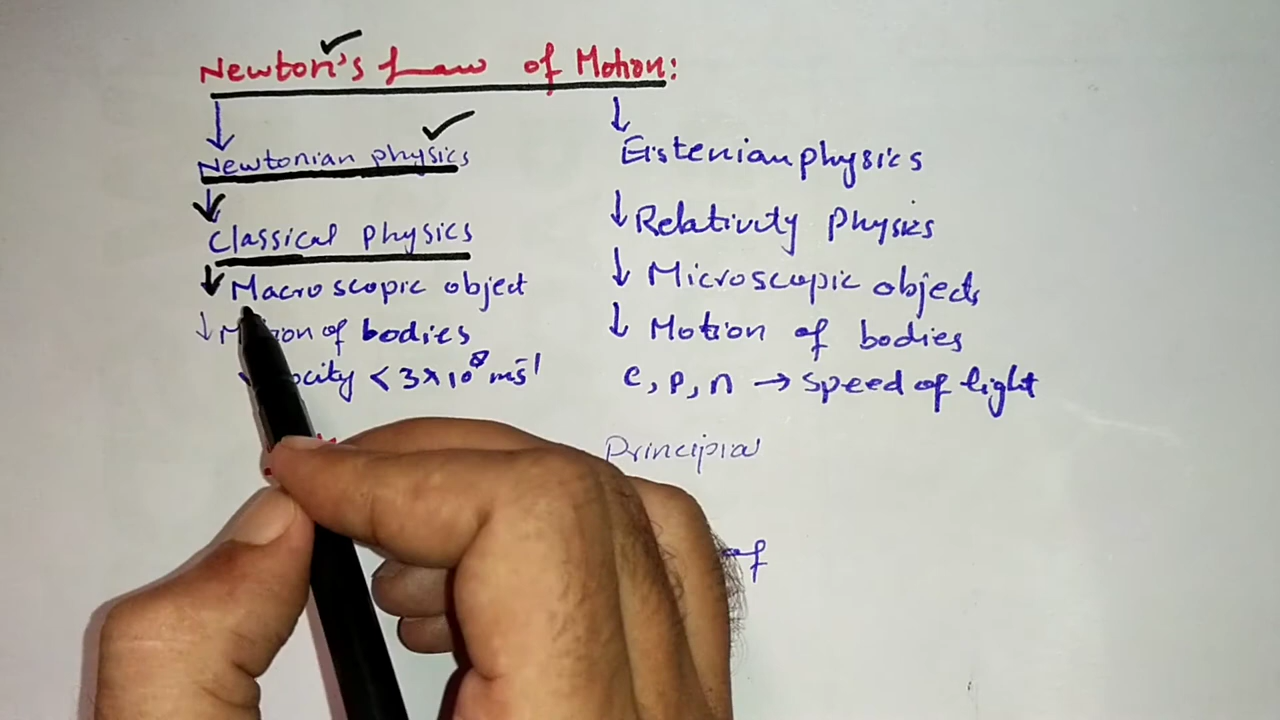 Newton's Law of Motion:
Newtonian physics
Classical physics
Macroscopic object
of bodies
< 3 x 10⁸ ms⁻¹
Eistenian physics
Relativity Physics
Microscopic objects
Motion of bodies
e, p, n → Speed of light
Principia
of